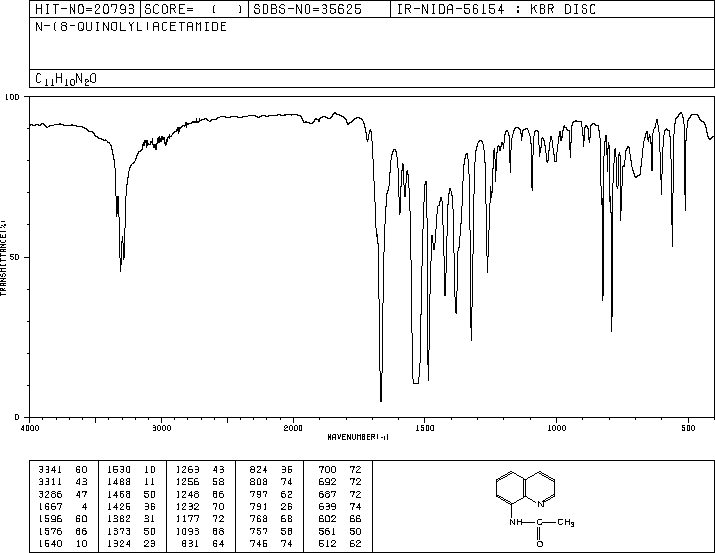 HIT-NO=20793 SCORE= ( ) SDBS-NO=35625 IR-NIDA-56154 : KBR DISC
N-(8-QUINOLYL)ACETAMIDE
C11H10N2O
100
50
0
TRANSMITTANCE(%)
4000 3000 2000 1500 1000 500
WAVENUMBER(-1)
3341 60 1530 10 1263 43 824 36 700 72
3311 43 1488 11 1256 58 808 74 692 72
3286 47 1468 50 1248 66 797 62 687 72
1667 4 1426 36 1232 70 791 26 639 74
1596 60 1382 31 1177 72 768 68 602 66
1576 66 1373 50 1093 68 757 58 561 50
1540 10 1324 23 831 64 746 74 512 62
N
NH C CH3
O